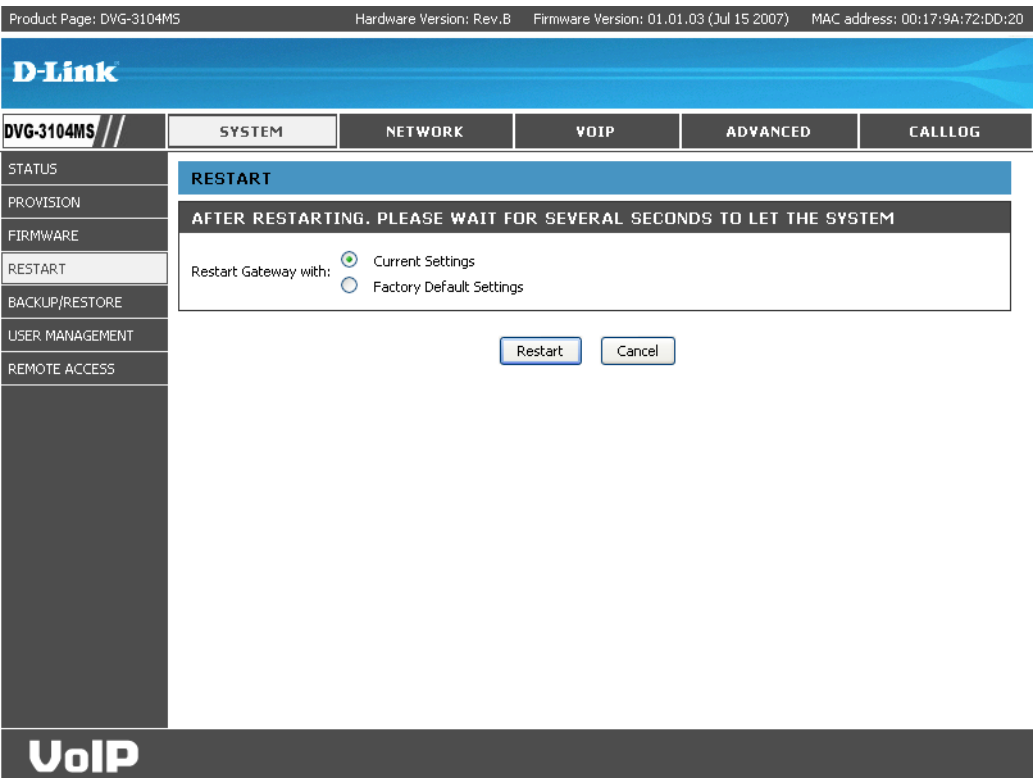 Product Page: DVG-3104MS Hardware Version: Rev.B Firmware Version: 01.01.03 (Jul 15 2007) MAC address: 00:17:9A:72:DD:20
D-Link
DVG-3104MS SYSTEM NETWORK VOIP ADVANCED CALLLOG
STATUS
PROVISION
FIRMWARE
RESTART
BACKUP/RESTORE
USER MANAGEMENT
REMOTE ACCESS
RESTART
AFTER RESTARTING. PLEASE WAIT FOR SEVERAL SECONDS TO LET THE SYSTEM
Restart Gateway with:
Current Settings
Factory Default Settings
Restart Cancel
VoIP